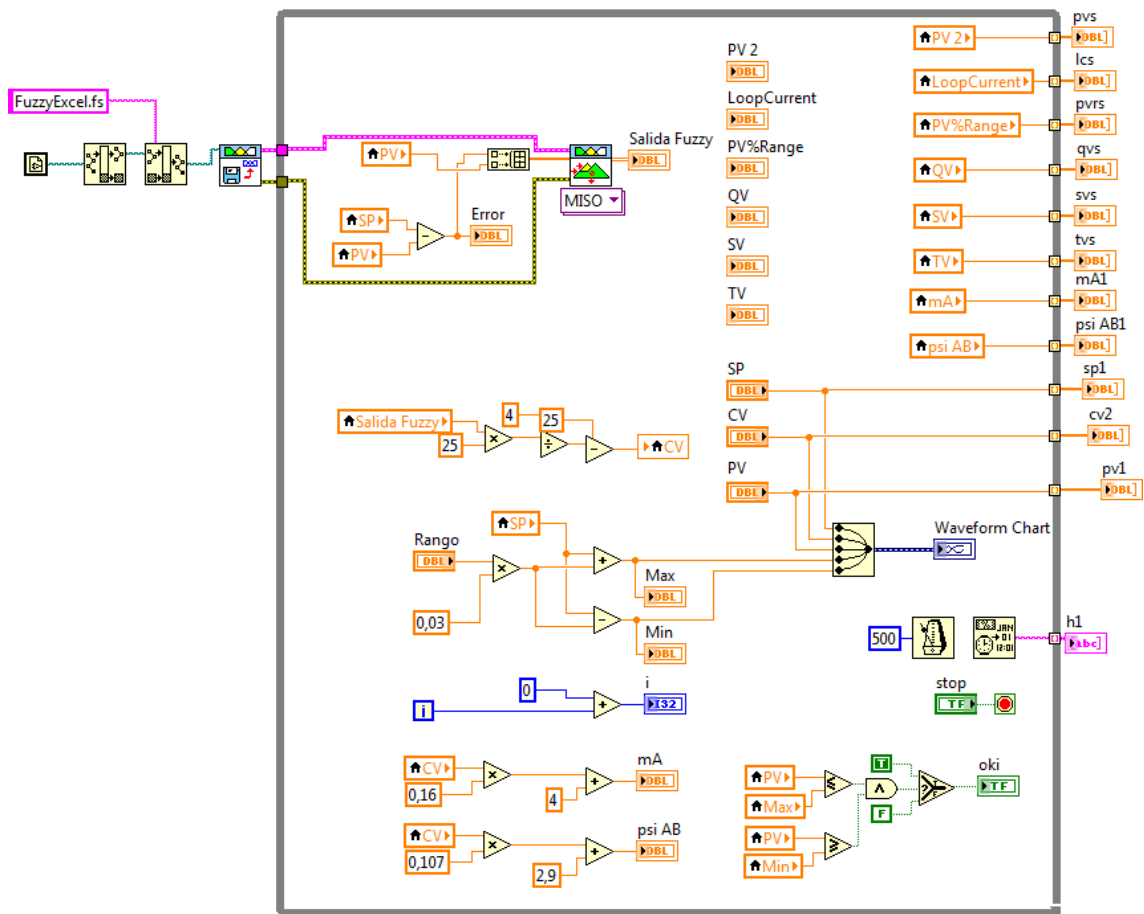 pvs
PV 2
DBL]
PV 2
DBL
lcs
LoopCurrent
DBL]
FuzzyExcel.fs
LoopCurrent
DBL
pvrs
PV%Range
DBL]
PV
Salida Fuzzy
DBL
PV%Range
DBL
qvs
QV
DBL]
MISO
QV
DBL
SP
Error
DBL
svs
SV
DBL]
PV
SV
DBL
tvs
TV
DBL]
TV
DBL
mA1
mA
DBL]
psi AB1
psi AB
DBL]
SP
DBL
sp1
DBL]
Salida Fuzzy
25
4
25
CV
CV
DBL
cv2
DBL]
PV
DBL
pv1
DBL]
SP
Waveform Chart
Rango
DBL
0,03
Max
DBL
Min
DBL
500
JAN
01
12:01
h1
abc]
0
i
i
I32
stop
TF
CV
0,16
4
mA
DBL
PV
Max
T
F
oki
TF
CV
0,107
2,9
psi AB
DBL
PV
Min